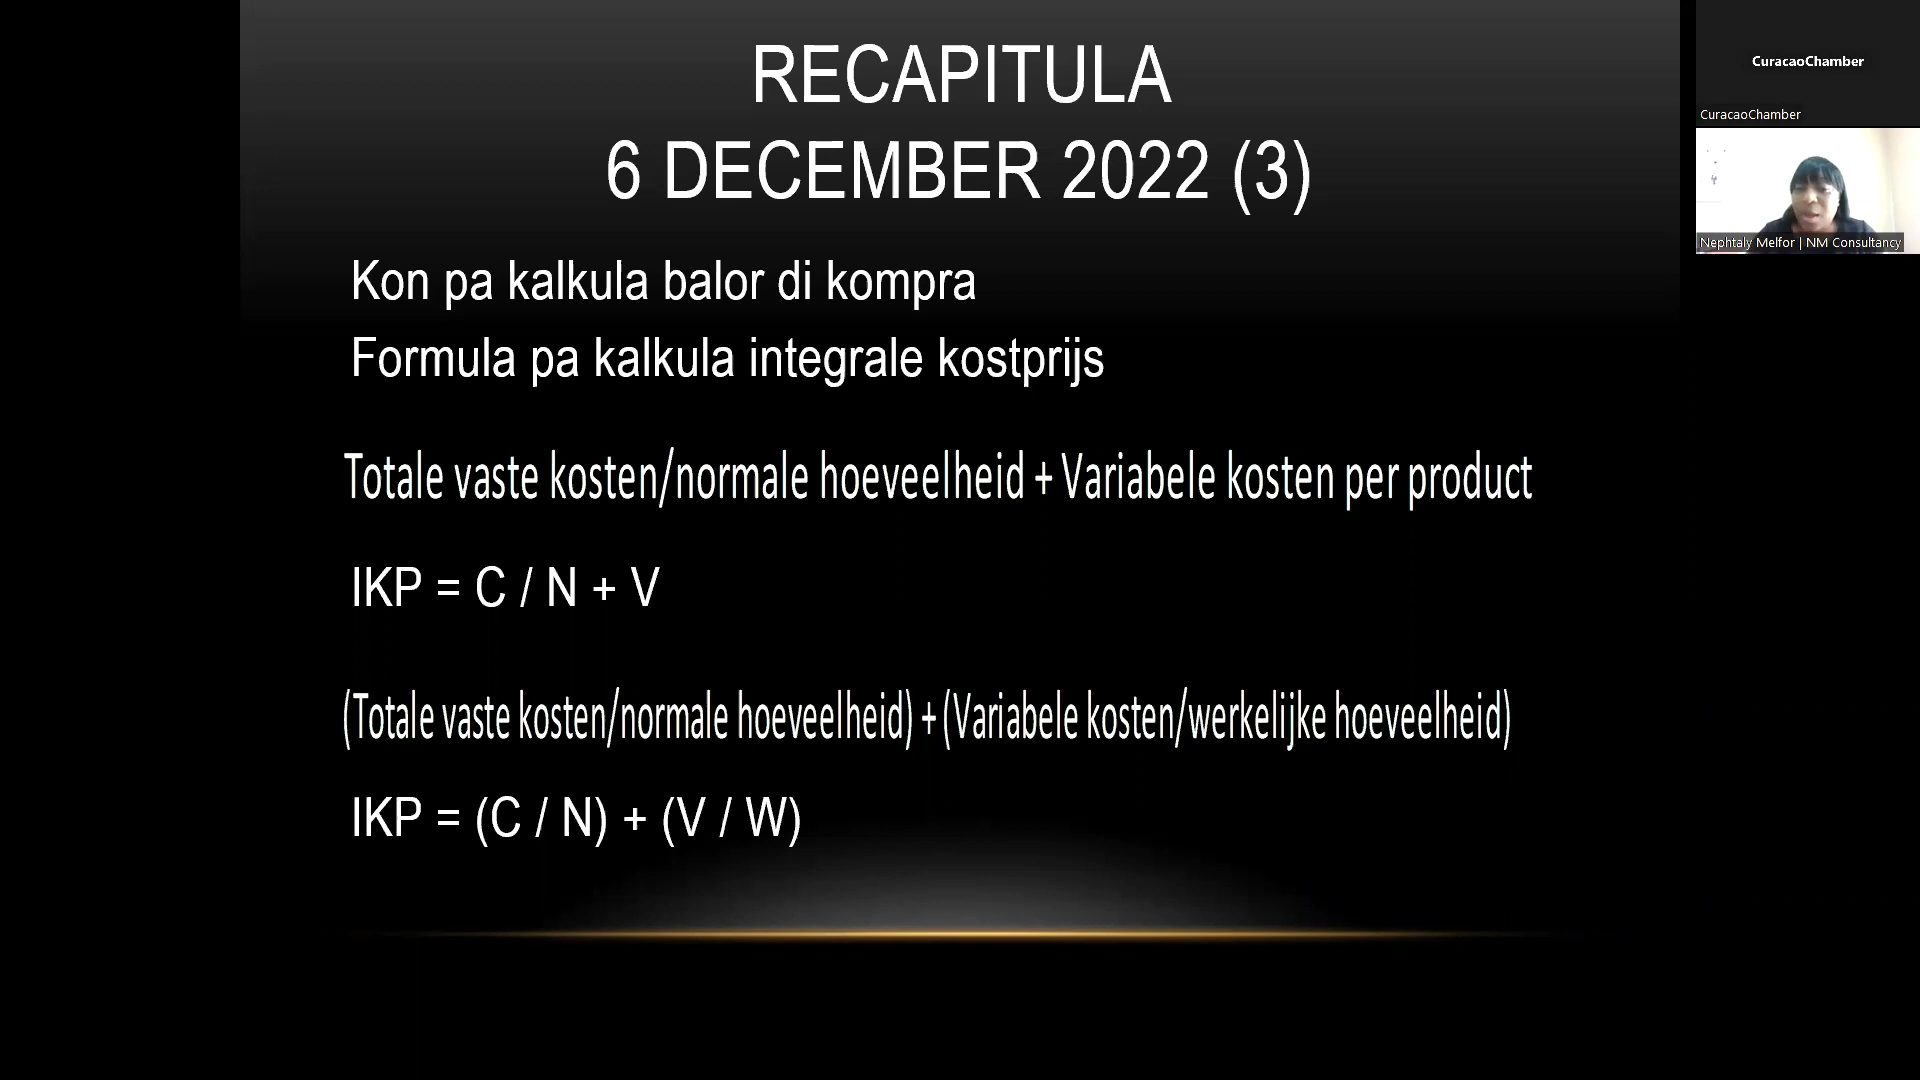 RECAPITULA
6 DECEMBER 2022 (3)
Kon pa kalkula balor di kompra
Formula pa kalkula integrale kostprijs
Totale vaste kosten/normale hoeveelheid + Variabele kosten per product
IKP = C / N + V
(Totale vaste kosten/normale hoeveelheid) + (Variabele kosten/werkelijke hoeveelheid)
IKP = (C / N) + (V / W)
CuracaoChamber
CuracaoChamber
Nephtaly Melfor | NM Consultancy